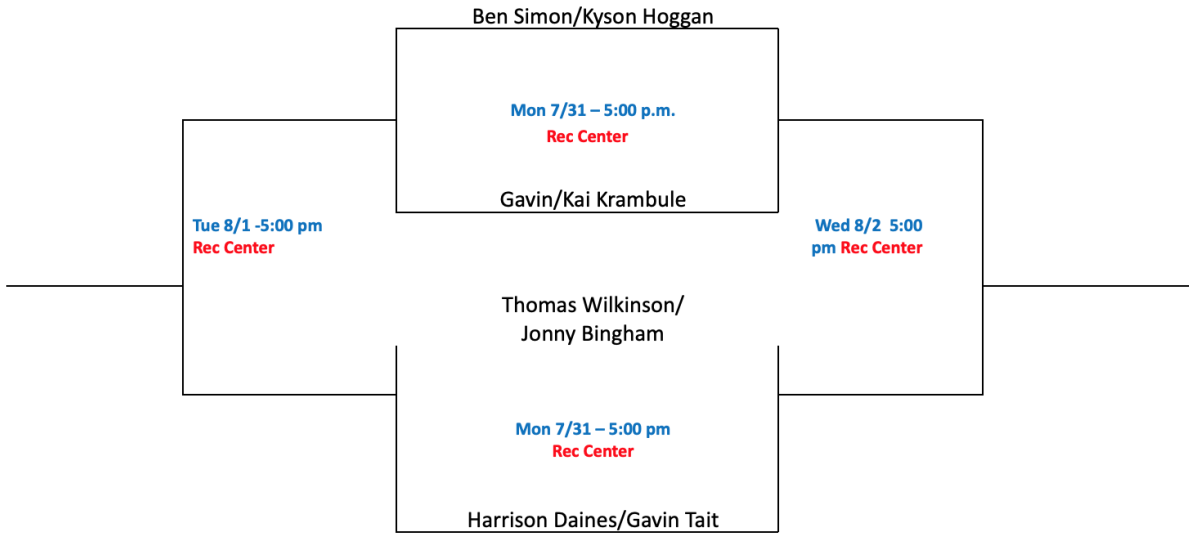 Ben Simon/Kyson Hoggan
Mon 7/31 – 5:00 p.m.
Rec Center
Gavin/Kai Krambule
Tue 8/1 -5:00 pm
Rec Center
Wed 8/2  5:00
pm Rec Center
Thomas Wilkinson/
Jonny Bingham
Mon 7/31 – 5:00 pm
Rec Center
Harrison Daines/Gavin Tait